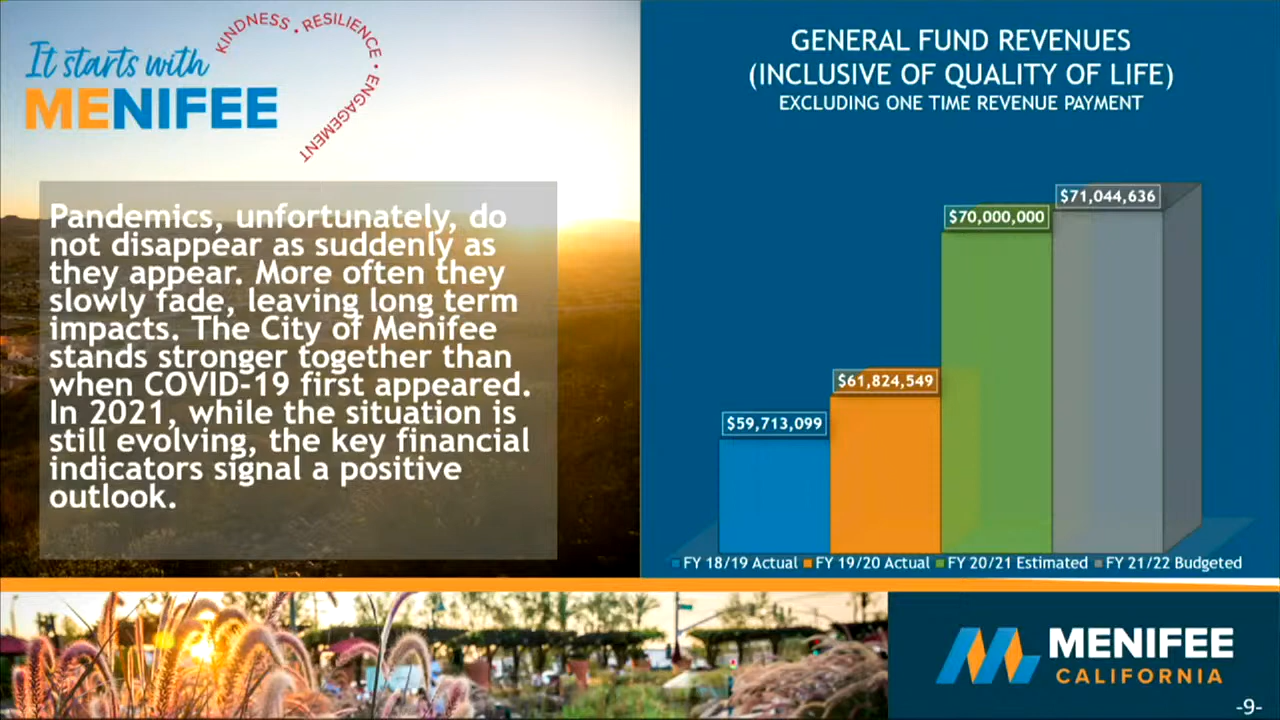 It starts with
MENIFEE
KINDNESS • RESILIENCE • ENGAGEMENT
Pandemics, unfortunately, do
not disappear as suddenly as
they appear. More often they
slowly fade, leaving long term
impacts. The City of Menifee
stands stronger together than
when COVID-19 first appeared.
In 2021, while the situation is
still evolving, the key financial
indicators signal a positive
outlook.
GENERAL FUND REVENUES
(INCLUSIVE OF QUALITY OF LIFE)
EXCLUDING ONE TIME REVENUE PAYMENT
$59,713,099
$61,824,549
$70,000,000
$71,044,636
FY 18/19 Actual FY 19/20 Actual FY 20/21 Estimated FY 21/22 Budgeted
MENIFEE
CALIFORNIA
-9-